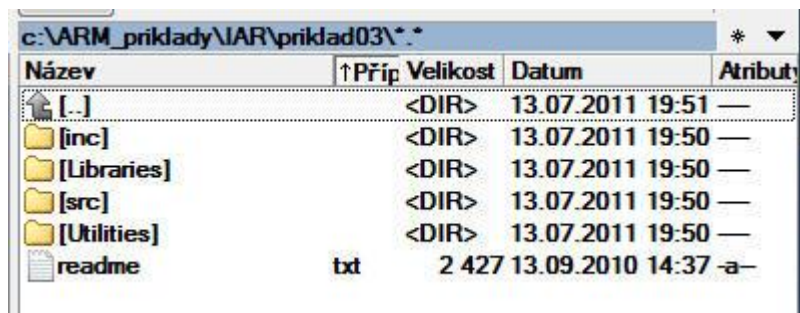 c:\ARM_priklady\IAR\priklad03\*.* * ▼
Název ↑Příp Velikost Datum Atributy
[..] <DIR> 13.07.2011 19:51 ----
[inc] <DIR> 13.07.2011 19:50 ----
[Libraries] <DIR> 13.07.2011 19:50 ----
[src] <DIR> 13.07.2011 19:50 ----
[Utilities] <DIR> 13.07.2011 19:50 ----
readme txt 2 427 13.09.2010 14:37 -a--